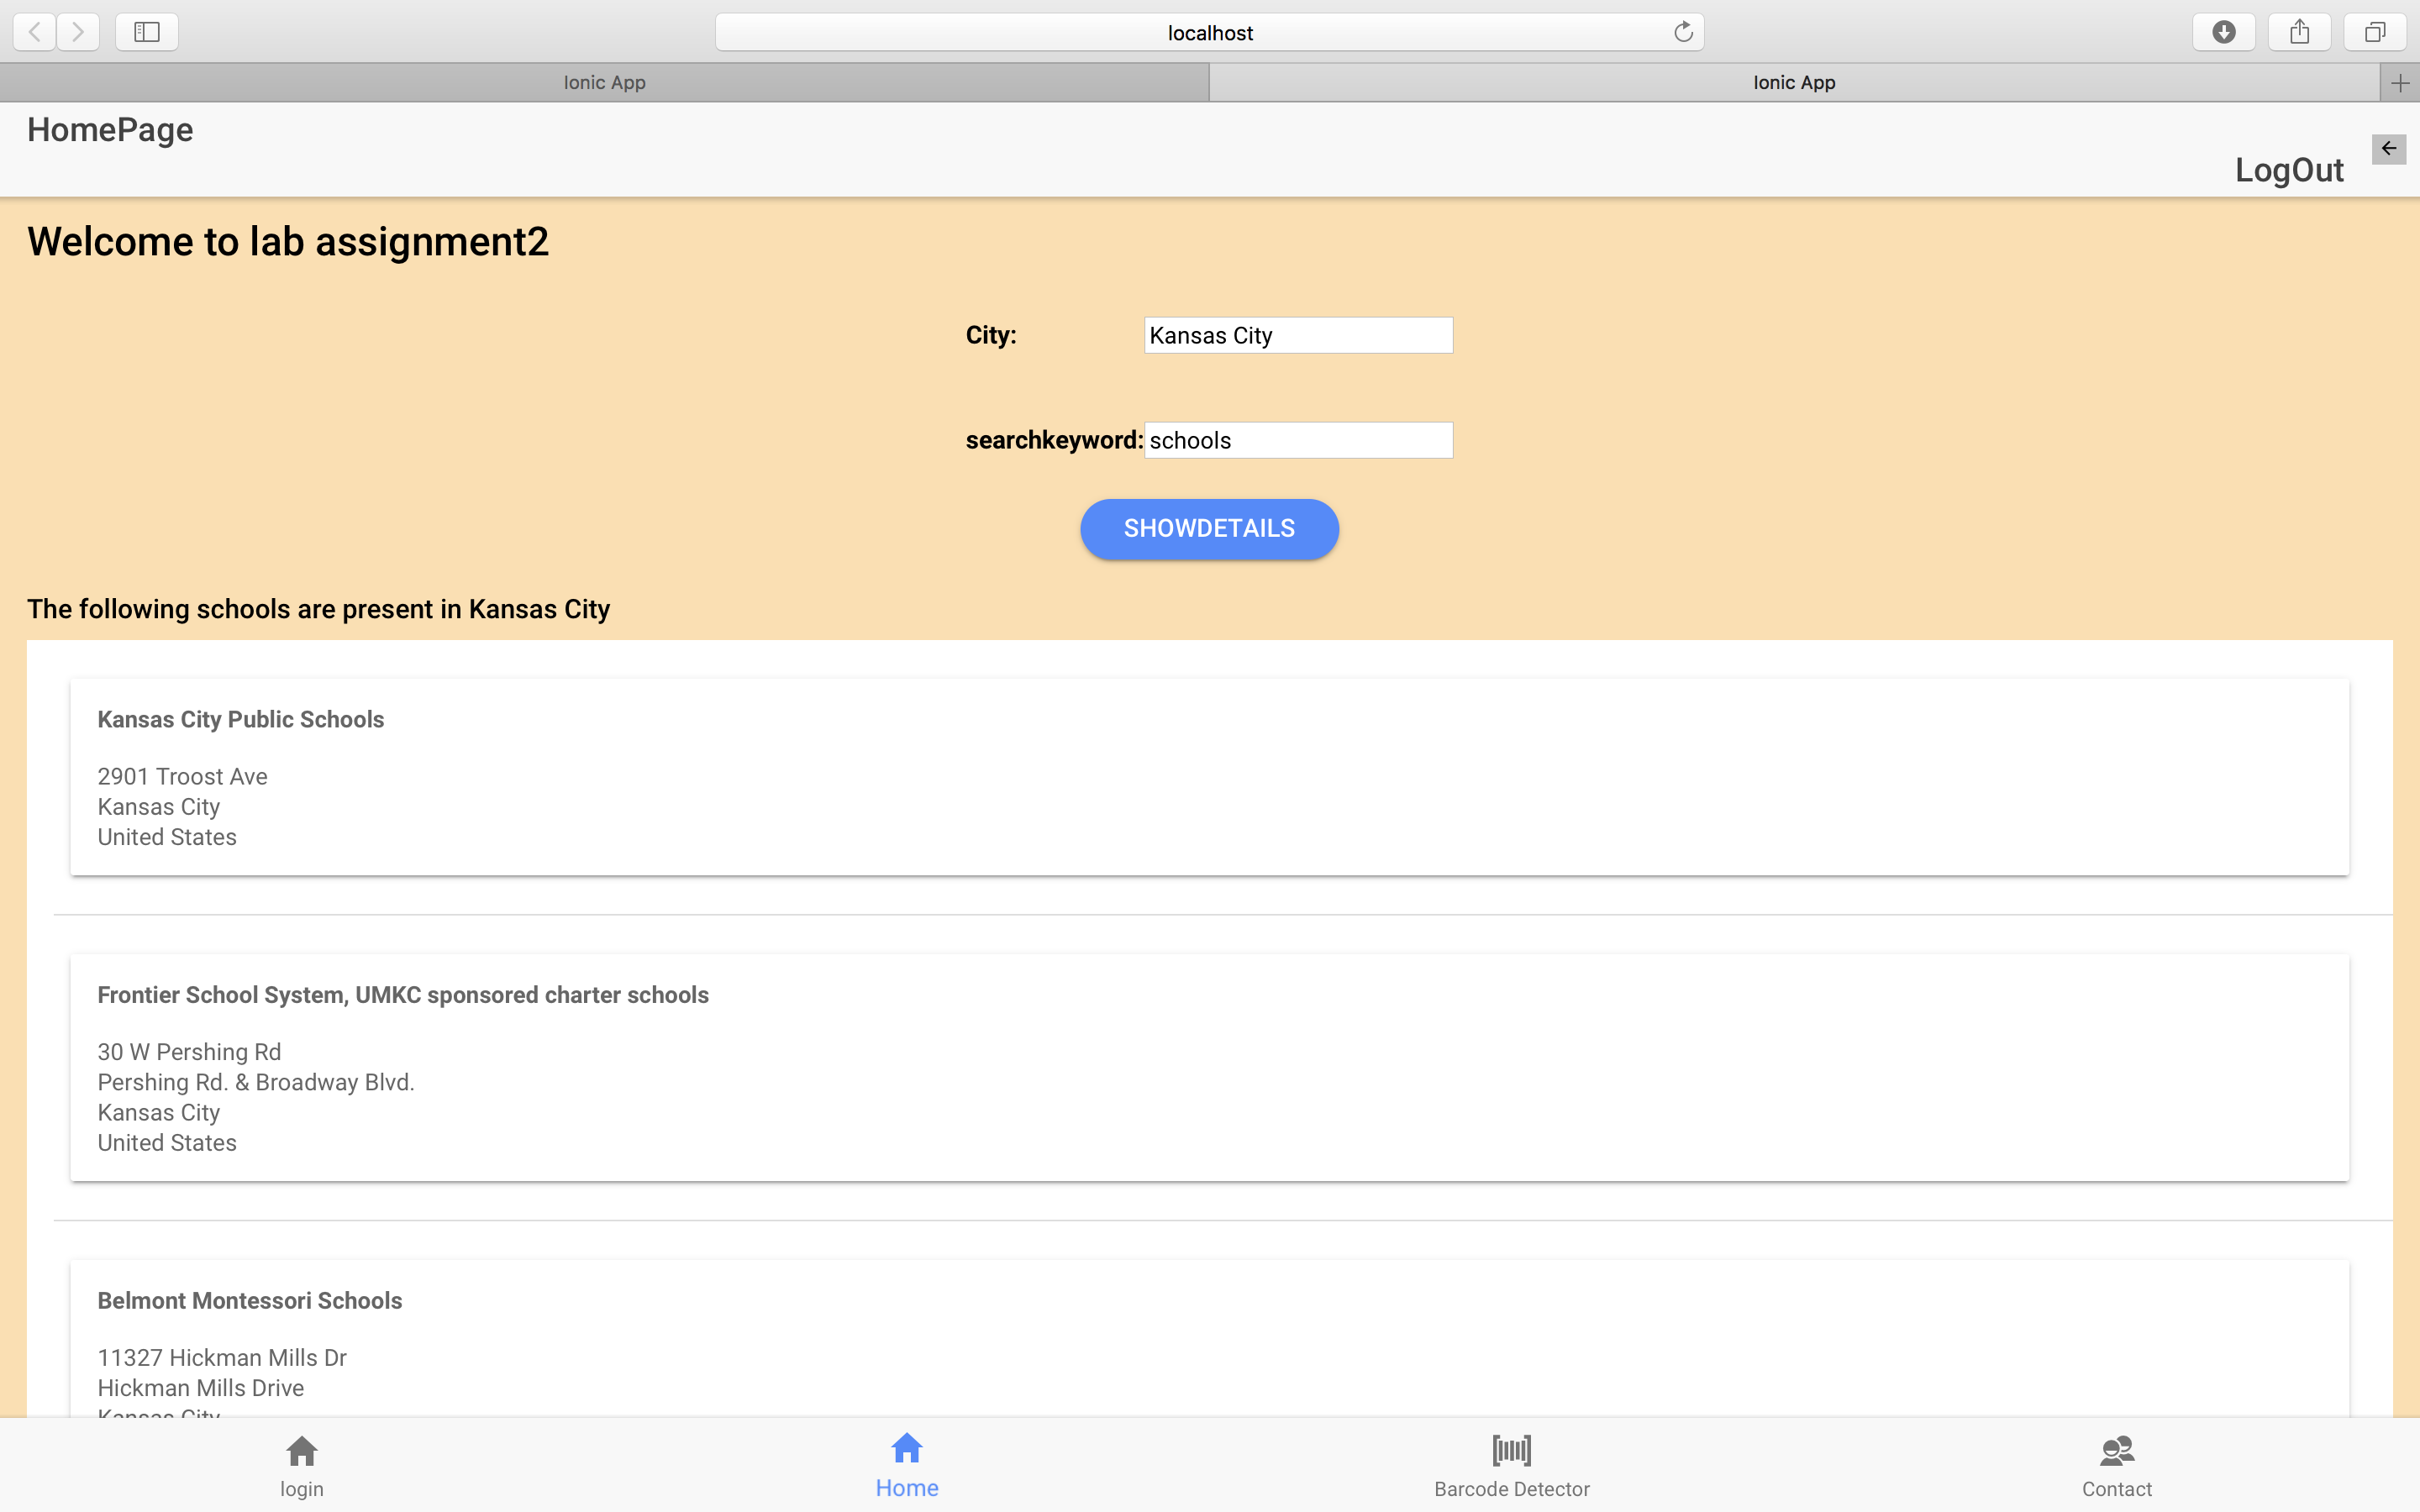 localhost
Ionic App
Ionic App
HomePage
LogOut
Welcome to lab assignment2
City:
Kansas City
searchkeyword:
schools
SHOWDETAILS
The following schools are present in Kansas City
Kansas City Public Schools
2901 Troost Ave
Kansas City
United States
Frontier School System, UMKC sponsored charter schools
30 W Pershing Rd
Pershing Rd. & Broadway Blvd.
Kansas City
United States
Belmont Montessori Schools
11327 Hickman Mills Dr
Hickman Mills Drive
Kansas City
login
Home
Barcode Detector
Contact